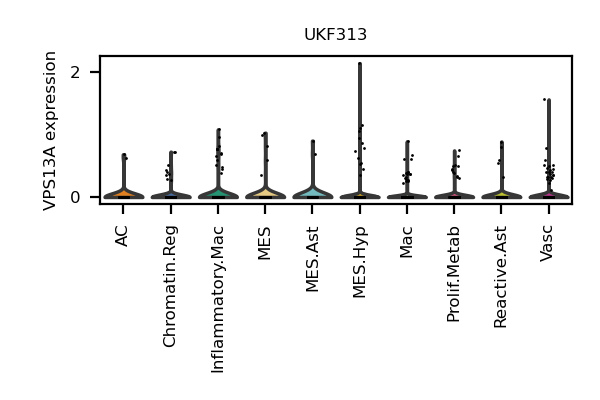 UKF313
VPS13A expression
2
0
AC
Chromatin.Reg
Inflammatory.Mac
MES
MES.Ast
MES.Hyp
Mac
Prolif.Metab
Reactive.Ast
Vasc